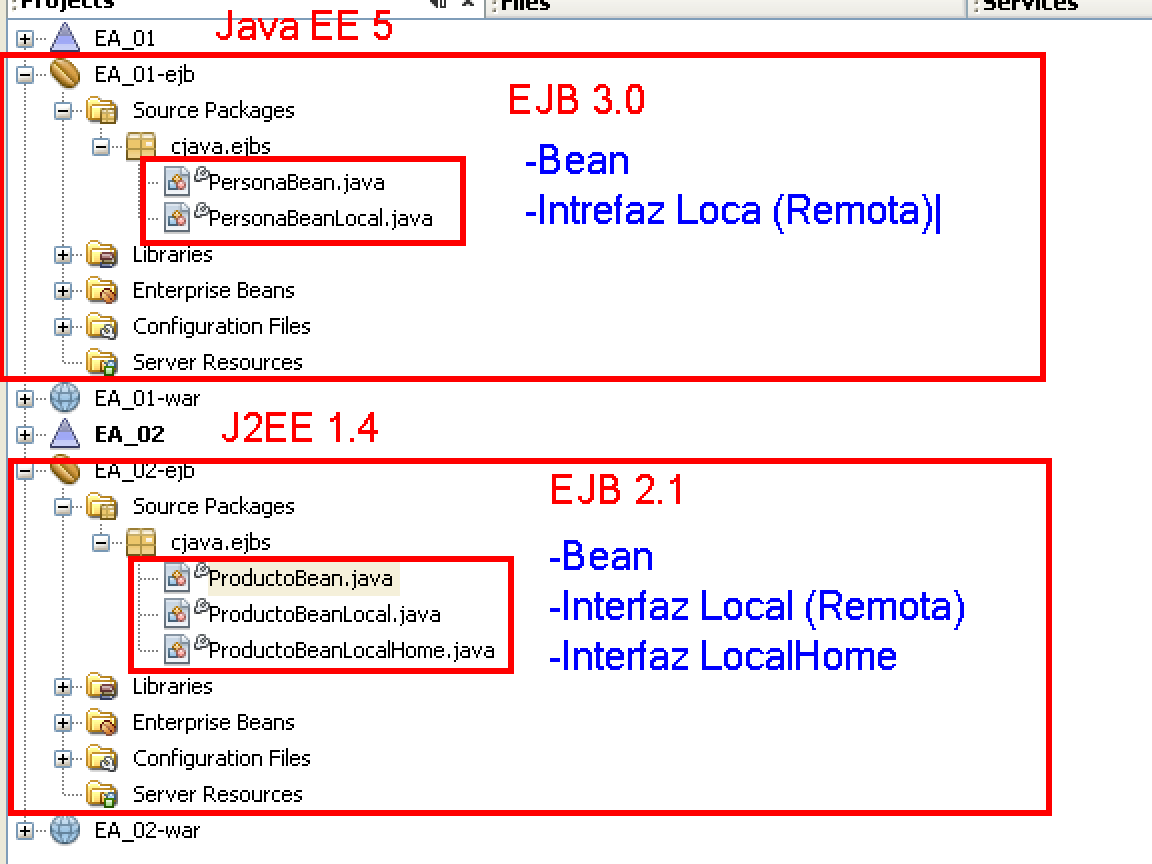 Projects Files Services
EA_01 Java EE 5
EA_01-ejb
Source Packages EJB 3.0
cjava.ejbs -Bean
PersonaBean.java
PersonaBeanLocal.java -Intrefaz Loca (Remota)|
Libraries
Enterprise Beans
Configuration Files
Server Resources
EA_01-war
EA_02 J2EE 1.4
EA_02-ejb
Source Packages EJB 2.1
cjava.ejbs -Bean
ProductoBean.java
ProductoBeanLocal.java -Interfaz Local (Remota)
ProductoBeanLocalHome.java -Interfaz LocalHome
Libraries
Enterprise Beans
Configuration Files
Server Resources
EA_02-war